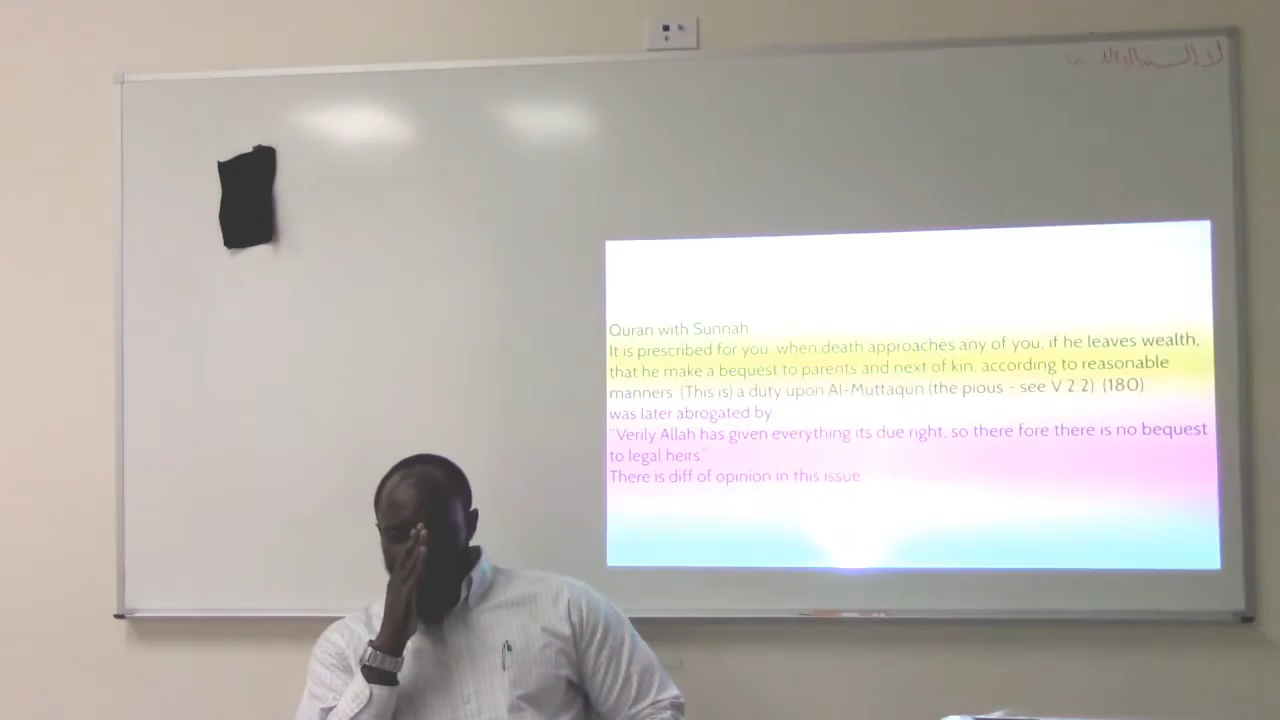 Quran with Sunnah
It is prescribed for you, when death approaches any of you, if he leaves wealth,
that he make a bequest to parents and next of kin, according to reasonable
manners. (This is) a duty upon Al-Muttaqun (the pious - see V 2:2). (180)
was later abrogated by
"Verily Allah has given everything its due right, so there fore there is no bequest
to legal heirs"
There is diff of opinion in this issue